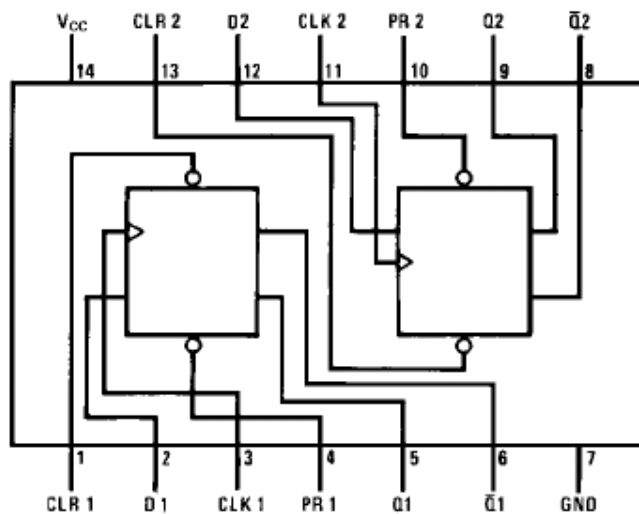 V_CC CLR 2 D2 CLK 2 PR 2 Q2 Q̅2
14 13 12 11 10 9 8
1 2 3 4 5 6 7
CLR 1 D1 CLK 1 PR 1 Q1 Q̅1 GND